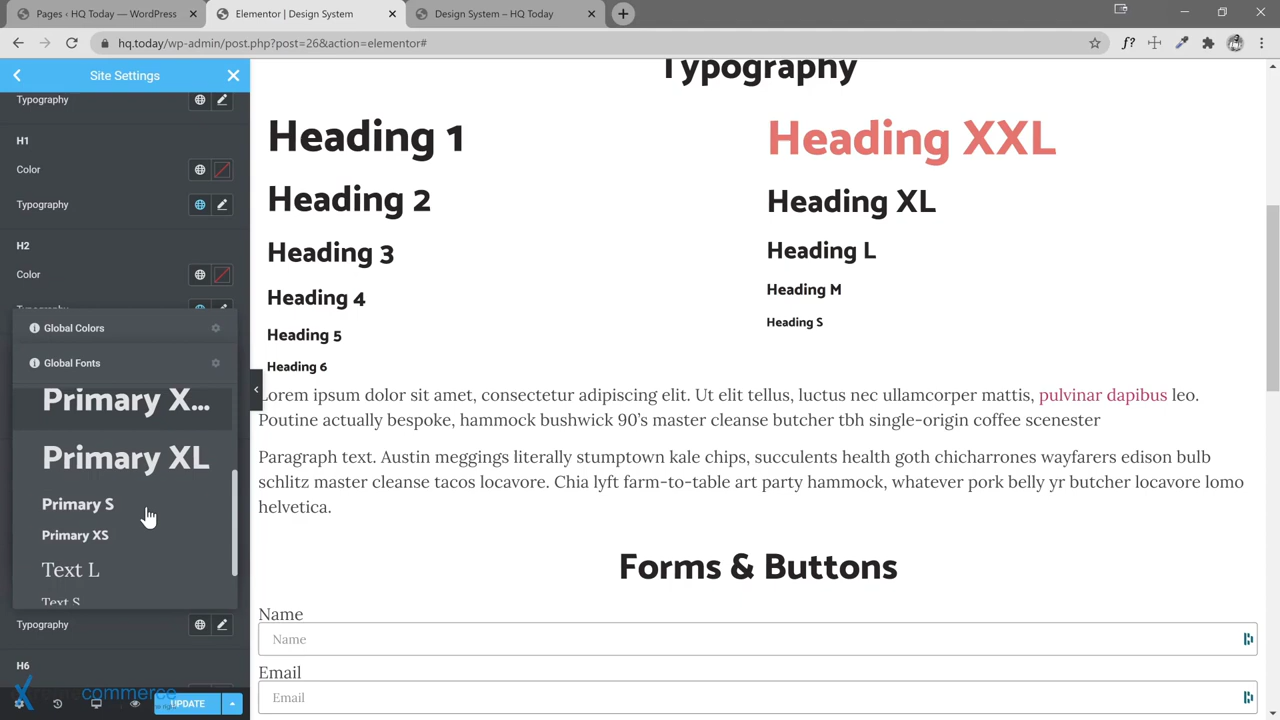 Pages ‹ HQ Today — WordPress
Elementor | Design System
Design System – HQ Today
hq.today/wp-admin/post.php?post=26&action=elementor#
f?
Site Settings
Typography
H1
Color
Typography
H2
Color
Typography
Global Colors
Global Fonts
Primary X...
Primary XL
Primary S
Primary XS
Text L
Text S
Typography
H6
commerce
UPDATE
Typography
Heading 1
Heading 2
Heading 3
Heading 4
Heading 5
Heading 6
Heading XXL
Heading XL
Heading L
Heading M
Heading S
Lorem ipsum dolor sit amet, consectetur adipiscing elit. Ut elit tellus, luctus nec ullamcorper mattis, pulvinar dapibus leo.
Poutine actually bespoke, hammock bushwick 90’s master cleanse butcher tbh single-origin coffee scenester
Paragraph text. Austin meggings literally stumptown kale chips, succulents health goth chicharrones wayfarers edison bulb
schlitz master cleanse tacos locavore. Chia lyft farm-to-table art party hammock, whatever pork belly yr butcher locavore lomo
helvetica.
Forms & Buttons
Name
Name
Email
Email